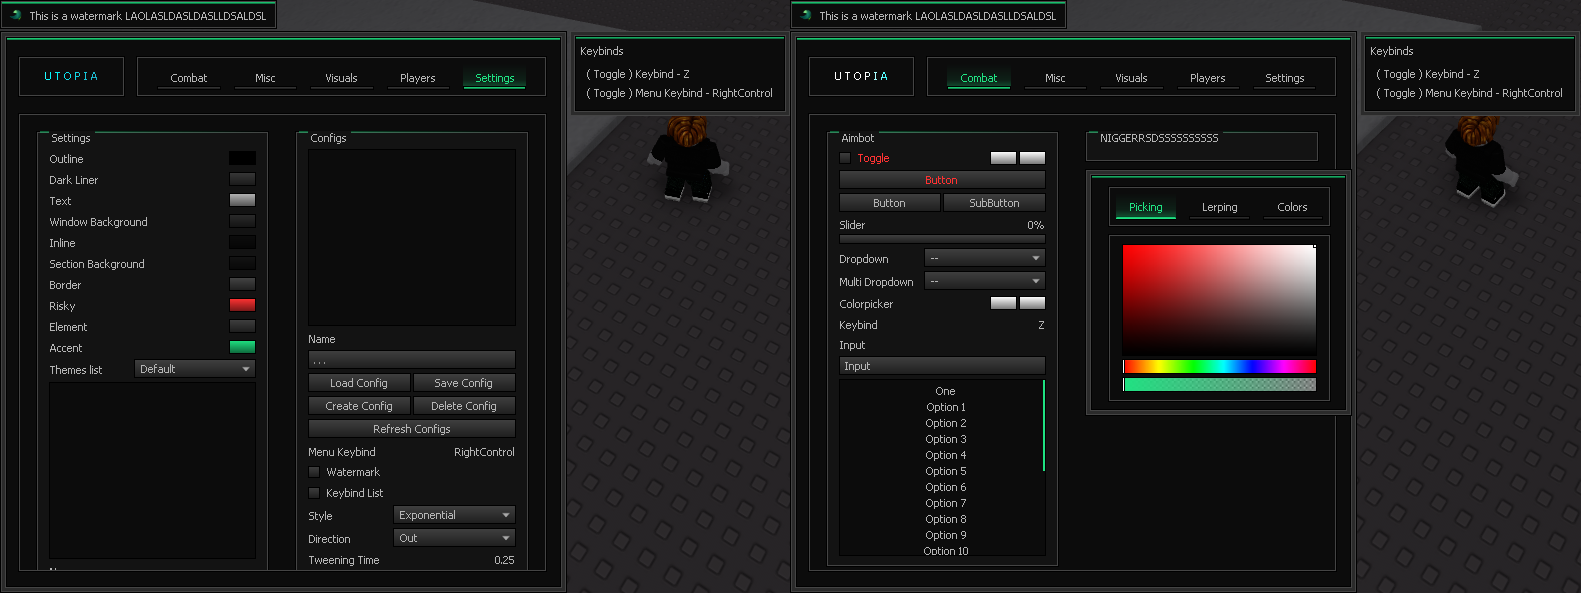 This is a watermark LAOLASLDASLDASLLDSALDSL
UTOPIA
Combat Misc Visuals Players Settings
Keybinds
( Toggle ) Keybind - Z
( Toggle ) Menu Keybind - RightControl
Settings
Outline
Dark Liner
Text
Window Background
Inline
Section Background
Border
Risky
Element
Accent
Themes list Default
Configs
Name
...
Load Config Save Config
Create Config Delete Config
Refresh Configs
Menu Keybind RightControl
Watermark
Keybind List
Style Exponential
Direction Out
Tweening Time 0.25
This is a watermark LAOLASLDASLDASLLDSALDSL
UTOPIA
Combat Misc Visuals Players Settings
Keybinds
( Toggle ) Keybind - Z
( Toggle ) Menu Keybind - RightControl
Aimbot
Toggle
Button
Button SubButton
Slider 0%
Dropdown --
Multi Dropdown --
Colorpicker
Keybind Z
Input
Input
One
Option 1
Option 2
Option 3
Option 4
Option 5
Option 6
Option 7
Option 8
Option 9
Option 10
NIGGERRSDSSSSSSSSSS
Picking Lerping Colors